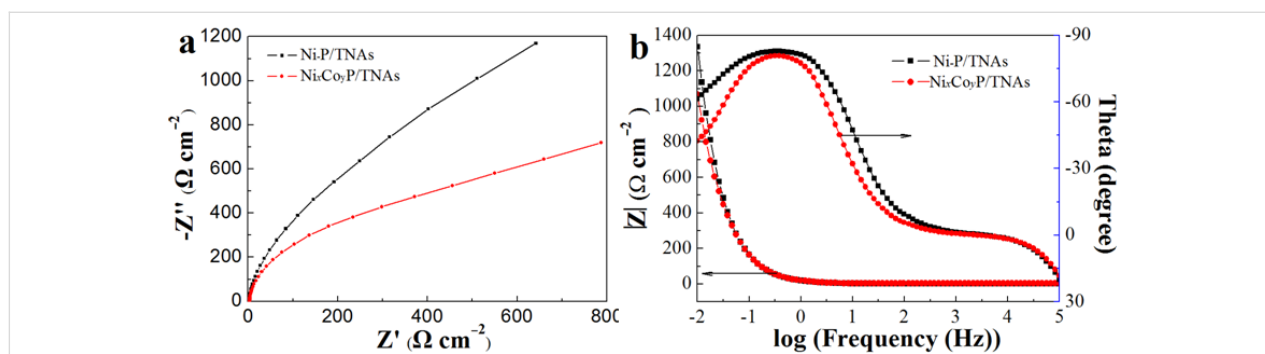 a
Ni-P/TNAs
NixCoyP/TNAs
-Z'' (Ω cm⁻²)
1200
1000
800
600
400
200
0
0 200 400 600 800
Z' (Ω cm⁻²)
b
Ni-P/TNAs
NixCoyP/TNAs
|Z| (Ω cm⁻²)
1400
1200
1000
800
600
400
200
0
-90
-60
-30
0
30
Theta (degree)
-2 -1 0 1 2 3 4 5
log (Frequency (Hz))